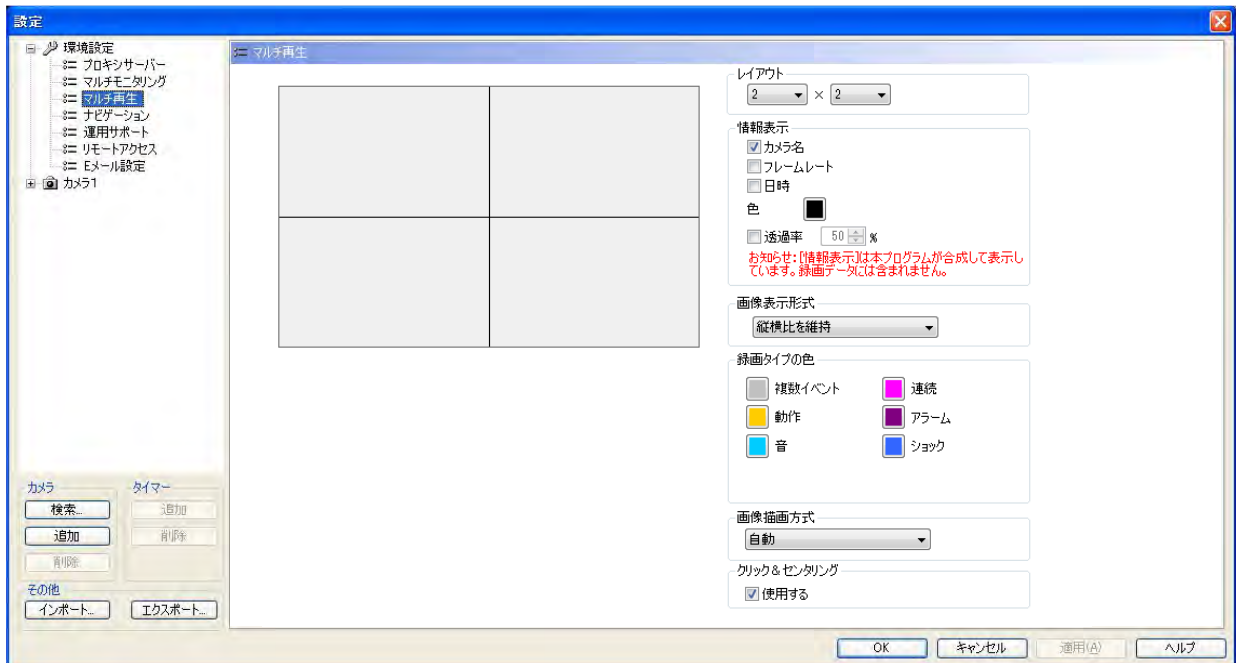 設定
環境設定
プロキシサーバー
マルチモニタリング
マルチ再生
ナビゲーション
運用サポート
リモートアクセス
Eメール設定
カメラ1
カメラ
検索...
追加
削除
タイマー
追加
削除
その他
インポート...
エクスポート...
マルチ再生
レイアウト
2 × 2
情報表示
カメラ名
フレームレート
日時
色
透過率 50 %
お知らせ：[情報表示]は本プログラムが合成して表示し
ています。録画データには含まれません。
画像表示形式
縦横比を維持
録画タイプの色
複数イベント 連続
動作 アラーム
音 ショック
画像描画方式
自動
クリック＆センタリング
使用する
OK キャンセル 適用(A) ヘルプ